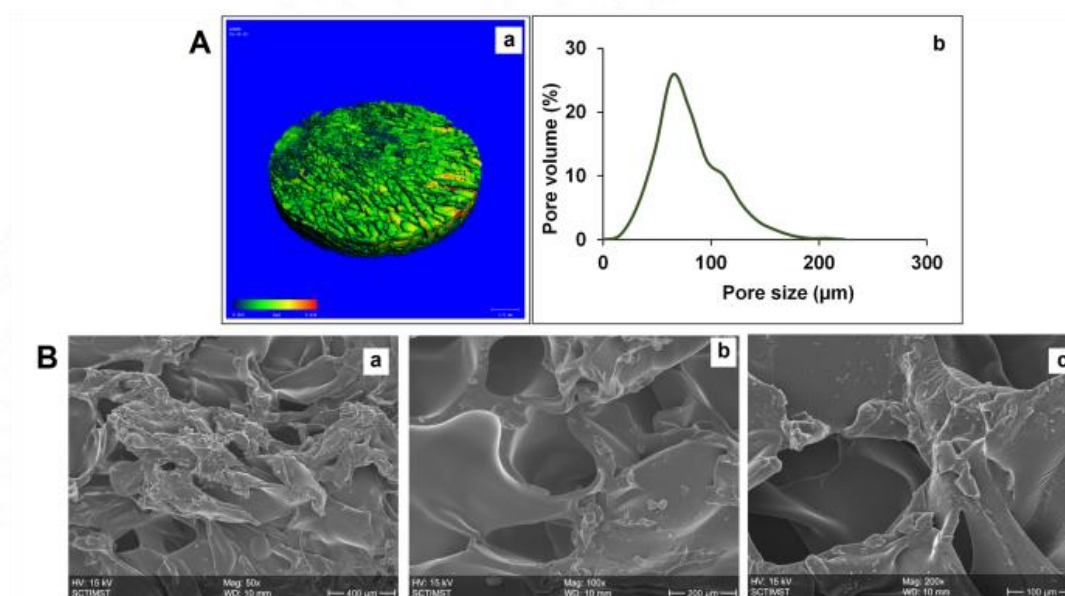 A
a
b
30
20
10
0
Pore volume (%)
0 100 200 300
Pore size (µm)
B
a
b
c
HV: 15 kV Mag: 50x
SCTIMST WD: 10 mm 400 µm
HV: 15 kV Mag: 100x
SCTIMST WD: 10 mm 200 µm
HV: 15 kV Mag: 200x
SCTIMST WD: 10 mm 100 µm